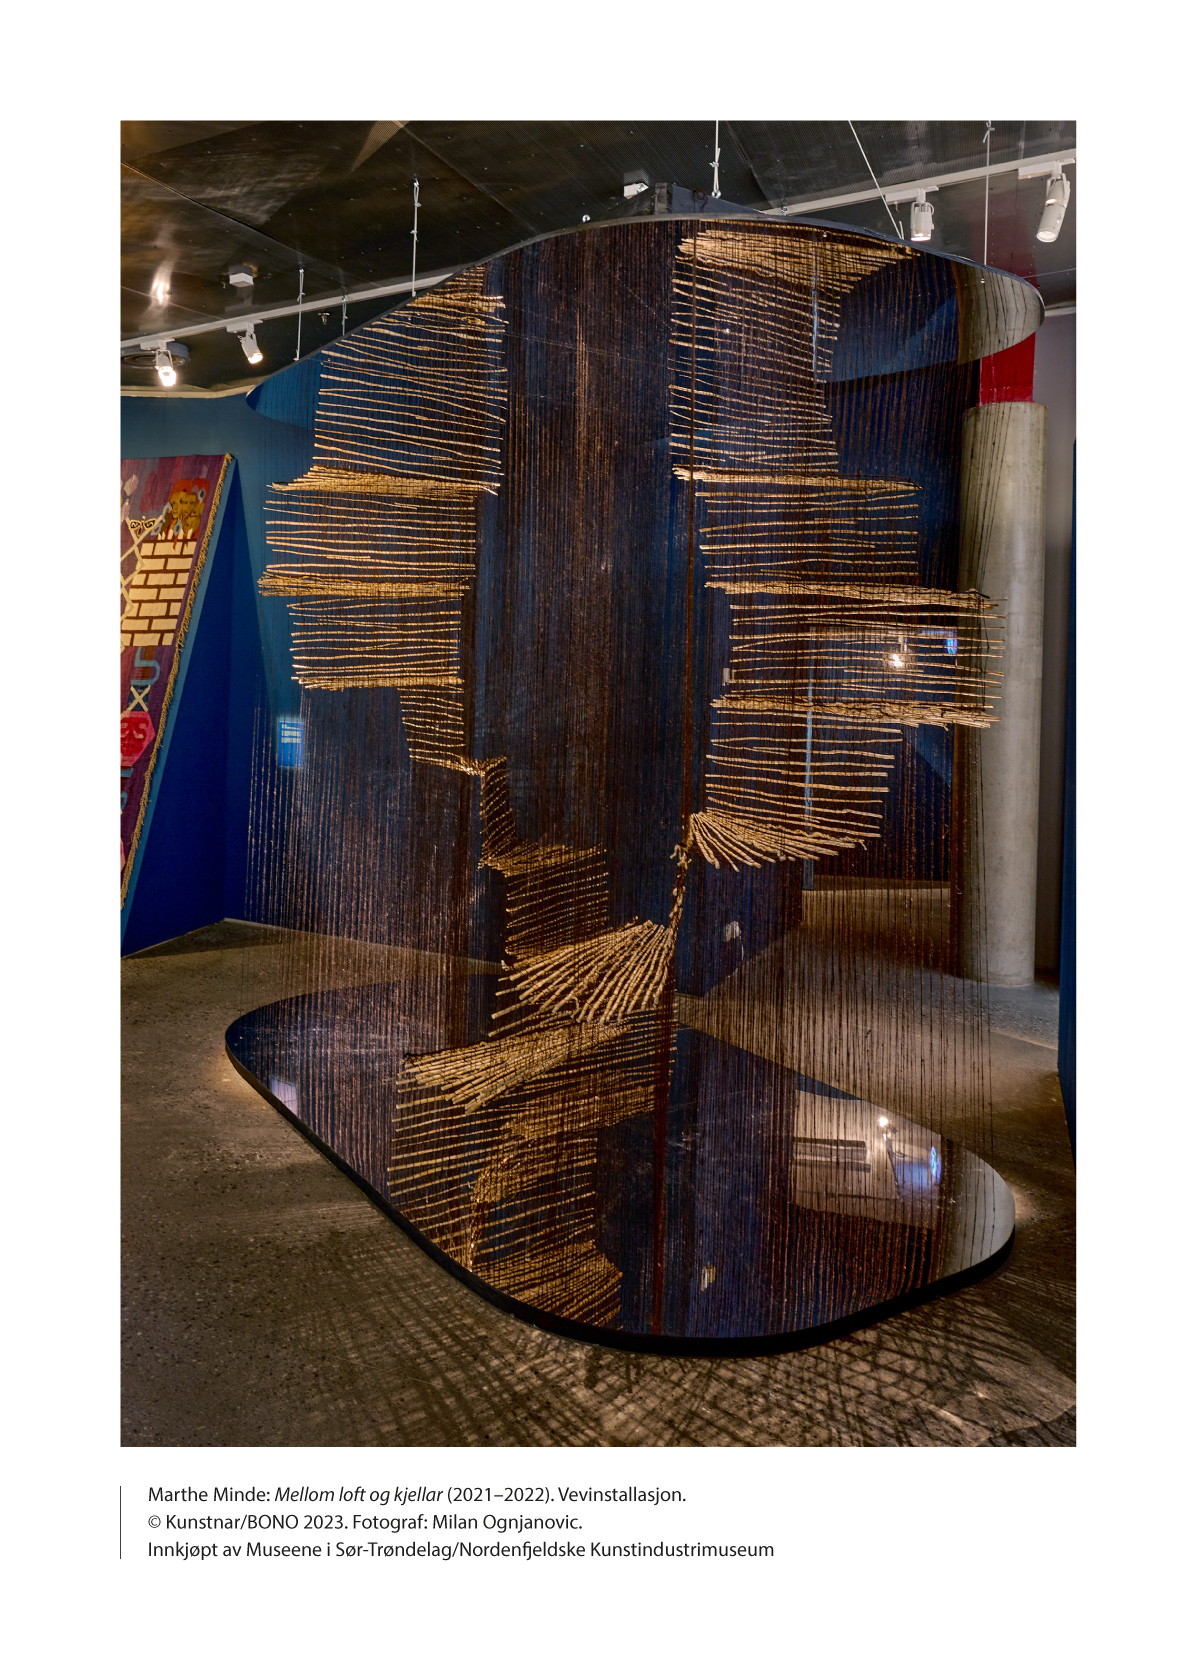 Marthe Minde: Mellom loft og kjellar (2021–2022). Vevinstallasjon.
© Kunstnar/BONO 2023. Fotograf: Milan Ognjanovic.
Innkjøpt av Museene i Sør-Trøndelag/Nordenfjeldske Kunstindustrimuseum